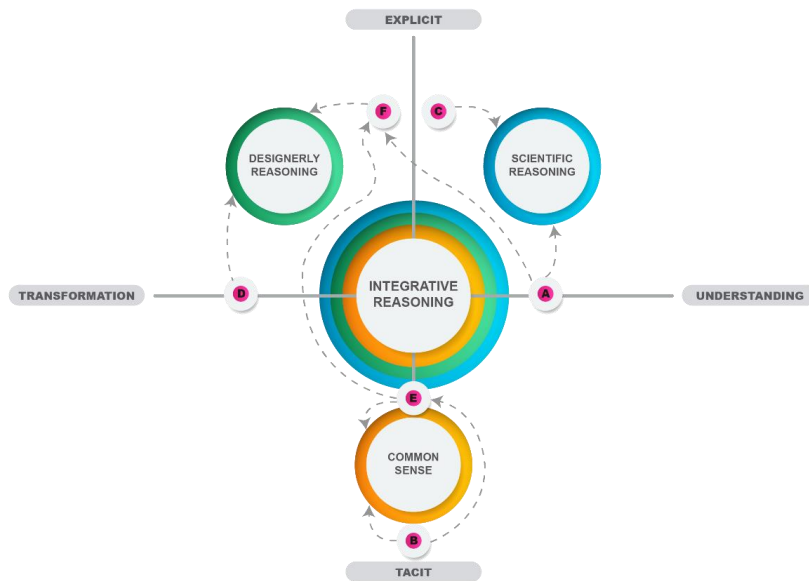 EXPLICIT
F
C
DESIGNERLY
REASONING
SCIENTIFIC
REASONING
TRANSFORMATION
D
INTEGRATIVE
REASONING
A
UNDERSTANDING
E
COMMON
SENSE
B
TACIT